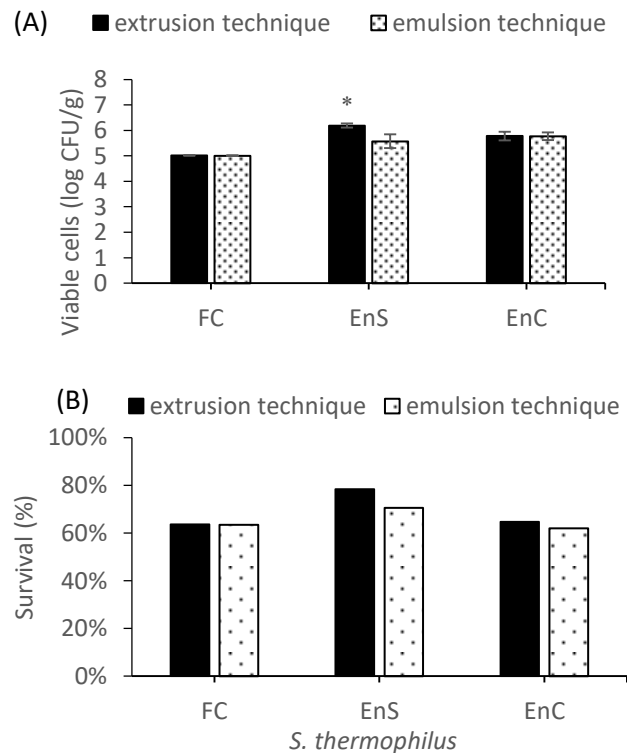 (A) extrusion technique emulsion technique
8
7
6
5
4
3
2
1
0
Viable cells (log CFU/g)
*
FC EnS EnC
(B) extrusion technique emulsion technique
100%
80%
60%
40%
20%
0%
Survival (%)
FC EnS EnC
S. thermophilus